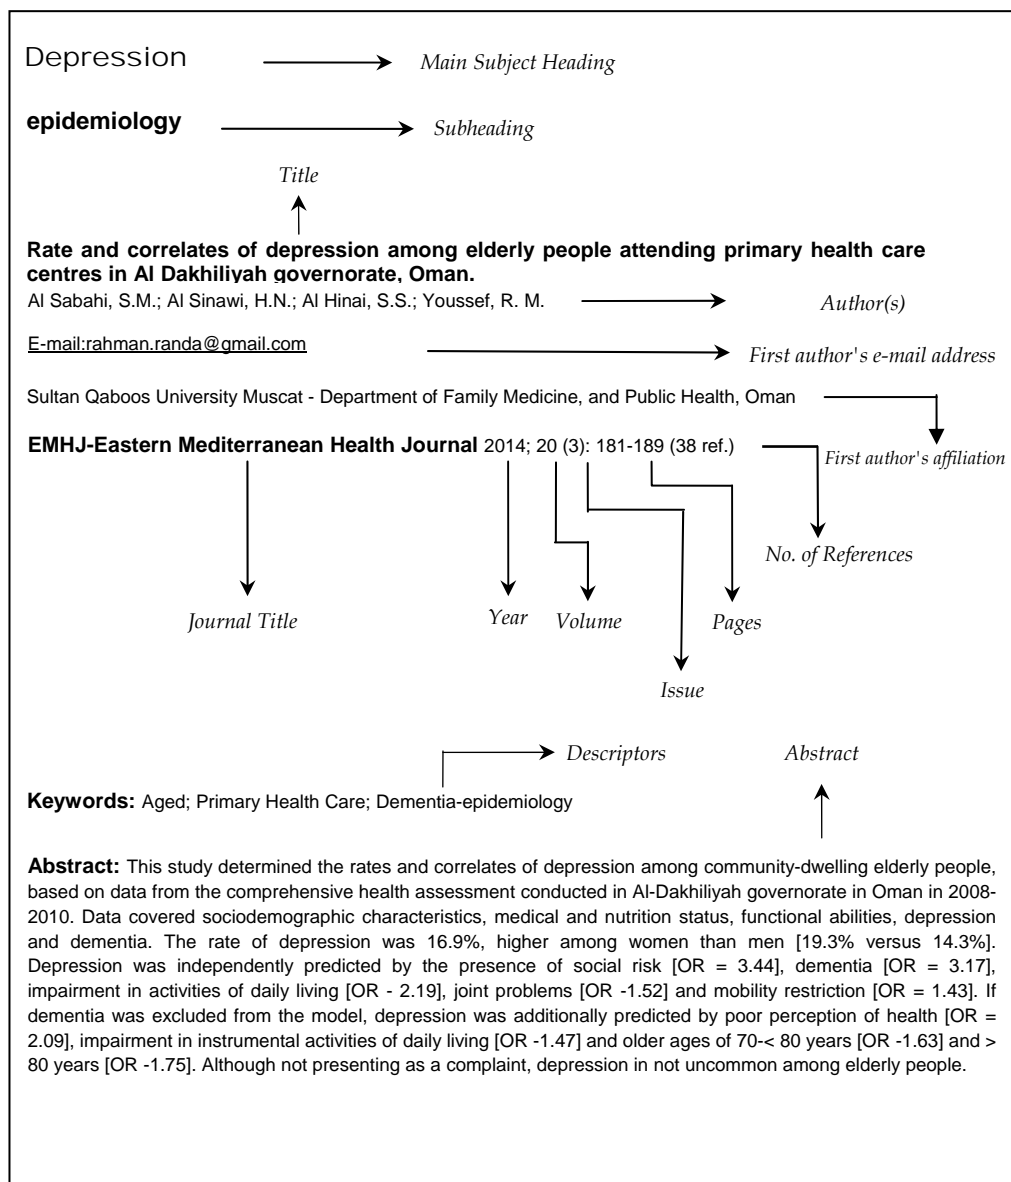 Depression Main Subject Heading
epidemiology Subheading
Title
Rate and correlates of depression among elderly people attending primary health care
centres in Al Dakhiliyah governorate, Oman.
Al Sabahi, S.M.; Al Sinawi, H.N.; Al Hinai, S.S.; Youssef, R. M. Author(s)
E-mail:rahman.randa@gmail.com First author's e-mail address
Sultan Qaboos University Muscat - Department of Family Medicine, and Public Health, Oman
EMHJ-Eastern Mediterranean Health Journal 2014; 20 (3): 181-189 (38 ref.) First author's affiliation
No. of References
Journal Title Year Volume Pages
Issue
Descriptors Abstract
Keywords: Aged; Primary Health Care; Dementia-epidemiology
Abstract: This study determined the rates and correlates of depression among community-dwelling elderly people,
based on data from the comprehensive health assessment conducted in Al-Dakhiliyah governorate in Oman in 2008-
2010. Data covered sociodemographic characteristics, medical and nutrition status, functional abilities, depression
and dementia. The rate of depression was 16.9%, higher among women than men [19.3% versus 14.3%].
Depression was independently predicted by the presence of social risk [OR = 3.44], dementia [OR = 3.17],
impairment in activities of daily living [OR - 2.19], joint problems [OR -1.52] and mobility restriction [OR = 1.43]. If
dementia was excluded from the model, depression was additionally predicted by poor perception of health [OR =
2.09], impairment in instrumental activities of daily living [OR -1.47] and older ages of 70-< 80 years [OR -1.63] and >
80 years [OR -1.75]. Although not presenting as a complaint, depression in not uncommon among elderly people.